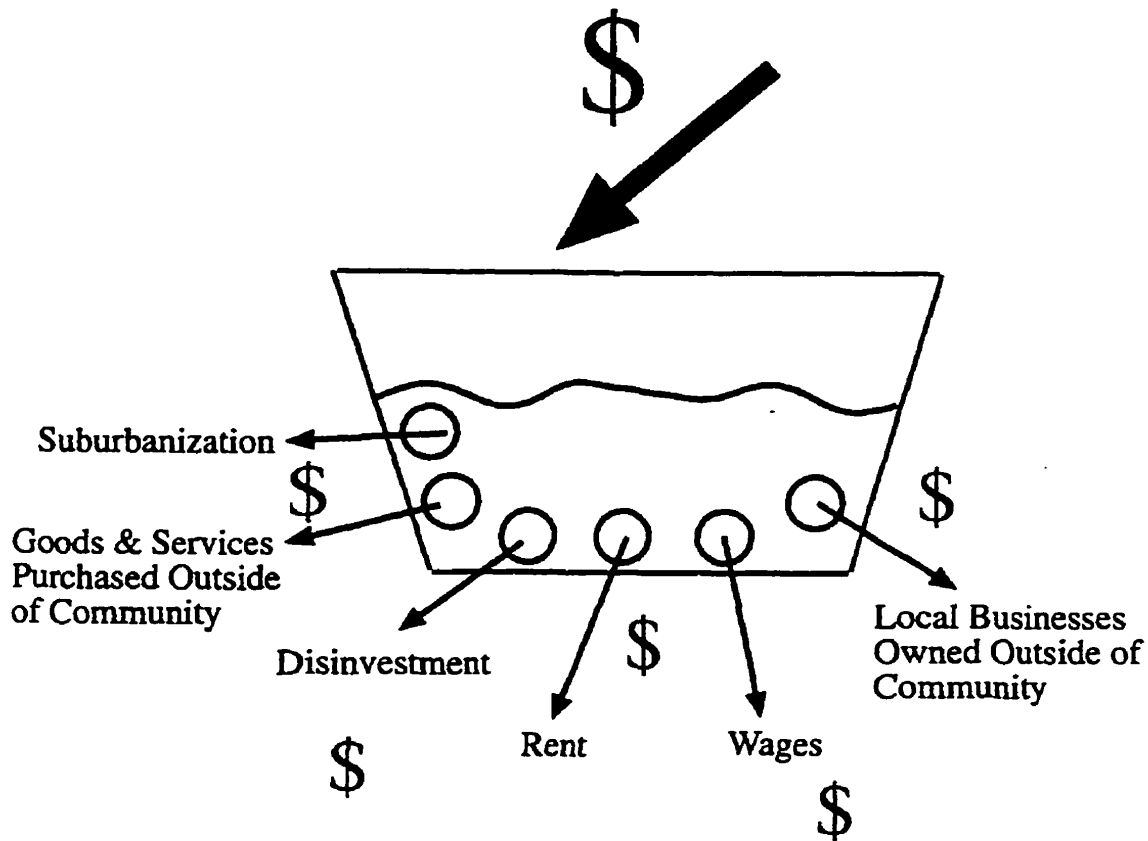 $
Suburbanization
$
$
Goods & Services
Purchased Outside
of Community
Local Businesses
Owned Outside of
Community
Disinvestment
$
Rent
Wages
$
$